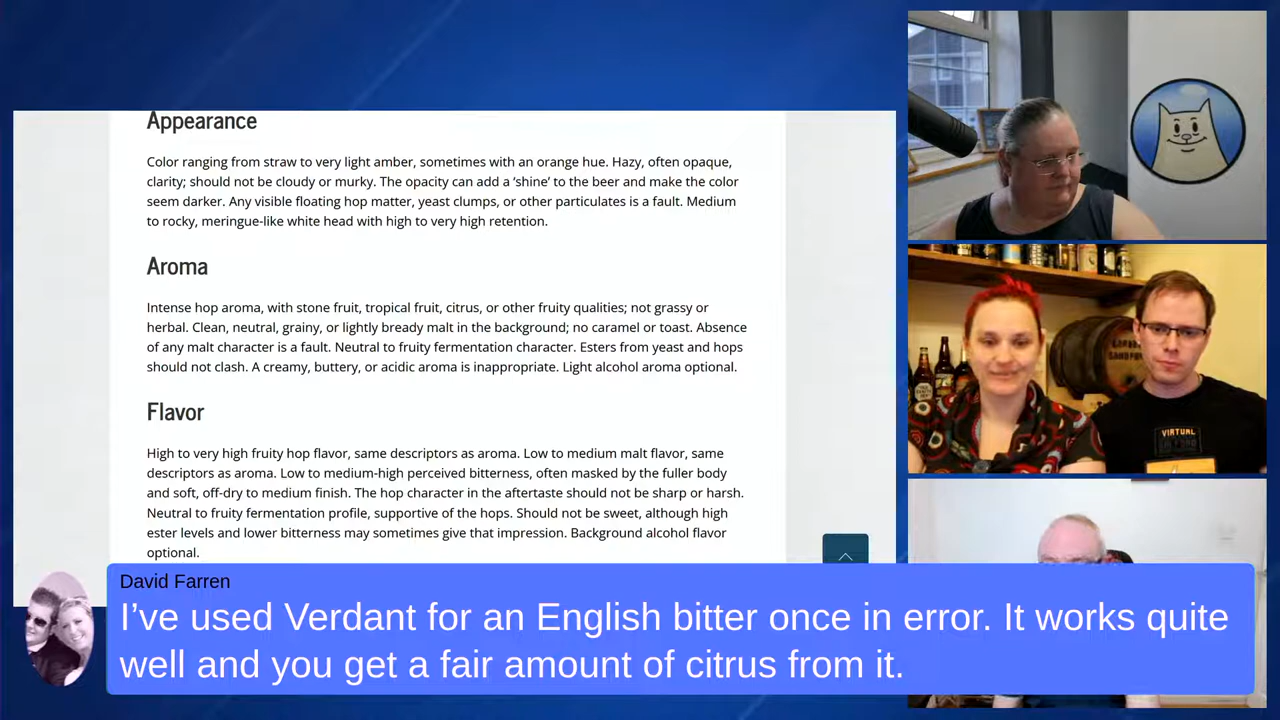 Appearance
Color ranging from straw to very light amber, sometimes with an orange hue. Hazy, often opaque,
clarity; should not be cloudy or murky. The opacity can add a ‘shine’ to the beer and make the color
seem darker. Any visible floating hop matter, yeast clumps, or other particulates is a fault. Medium
to rocky, meringue-like white head with high to very high retention.
Aroma
Intense hop aroma, with stone fruit, tropical fruit, citrus, or other fruity qualities; not grassy or
herbal. Clean, neutral, grainy, or lightly bready malt in the background; no caramel or toast. Absence
of any malt character is a fault. Neutral to fruity fermentation character. Esters from yeast and hops
should not clash. A creamy, buttery, or acidic aroma is inappropriate. Light alcohol aroma optional.
Flavor
High to very high fruity hop flavor, same descriptors as aroma. Low to medium malt flavor, same
descriptors as aroma. Low to medium-high perceived bitterness, often masked by the fuller body
and soft, off-dry to medium finish. The hop character in the aftertaste should not be sharp or harsh.
Neutral to fruity fermentation profile, supportive of the hops. Should not be sweet, although high
ester levels and lower bitterness may sometimes give that impression. Background alcohol flavor
optional.
David Farren
I’ve used Verdant for an English bitter once in error. It works quite
well and you get a fair amount of citrus from it.
VIRTUAL